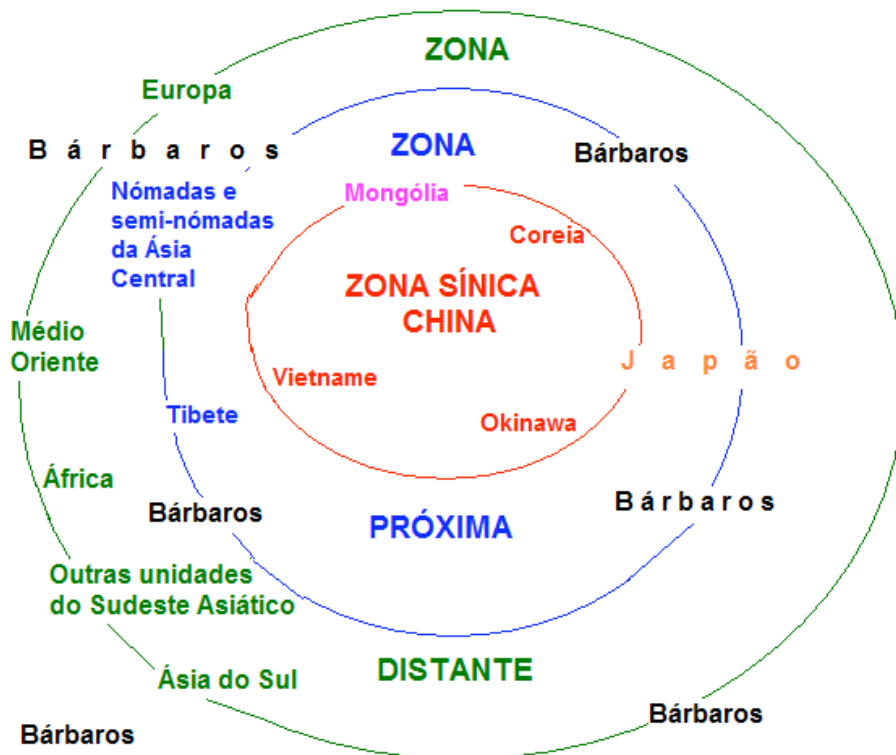 ZONA
Europa
B á r b a r o s
ZONA
Bárbaros
Nómadas e
semi-nómadas
da Ásia
Central
Mongólia
Coreia
ZONA SÍNICA
CHINA
Médio
Oriente
J a p ã o
Vietname
Tibete
Okinawa
África
Bárbaros
PRÓXIMA
B á r b a r o s
Outras unidades
do Sudeste Asiático
Ásia do Sul
DISTANTE
Bárbaros
Bárbaros